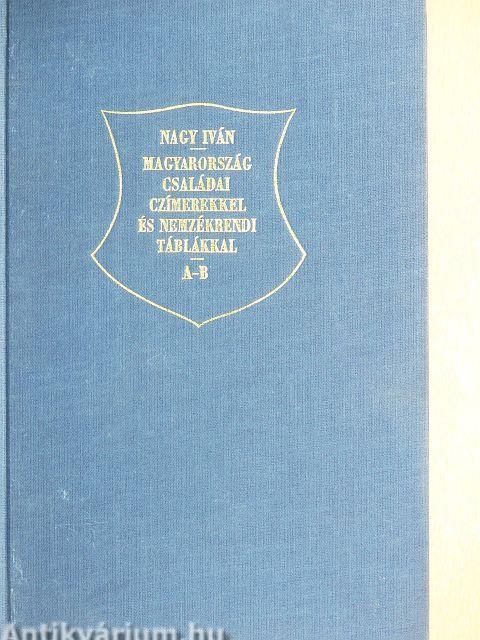 NAGY IVÁN
MAGYARORSZÁG
CSALÁDAI
CZÍMEREKKEL
ÉS NEMZÉKRENDI
TÁBLÁKKAL
A–B
Antikvárium.hu